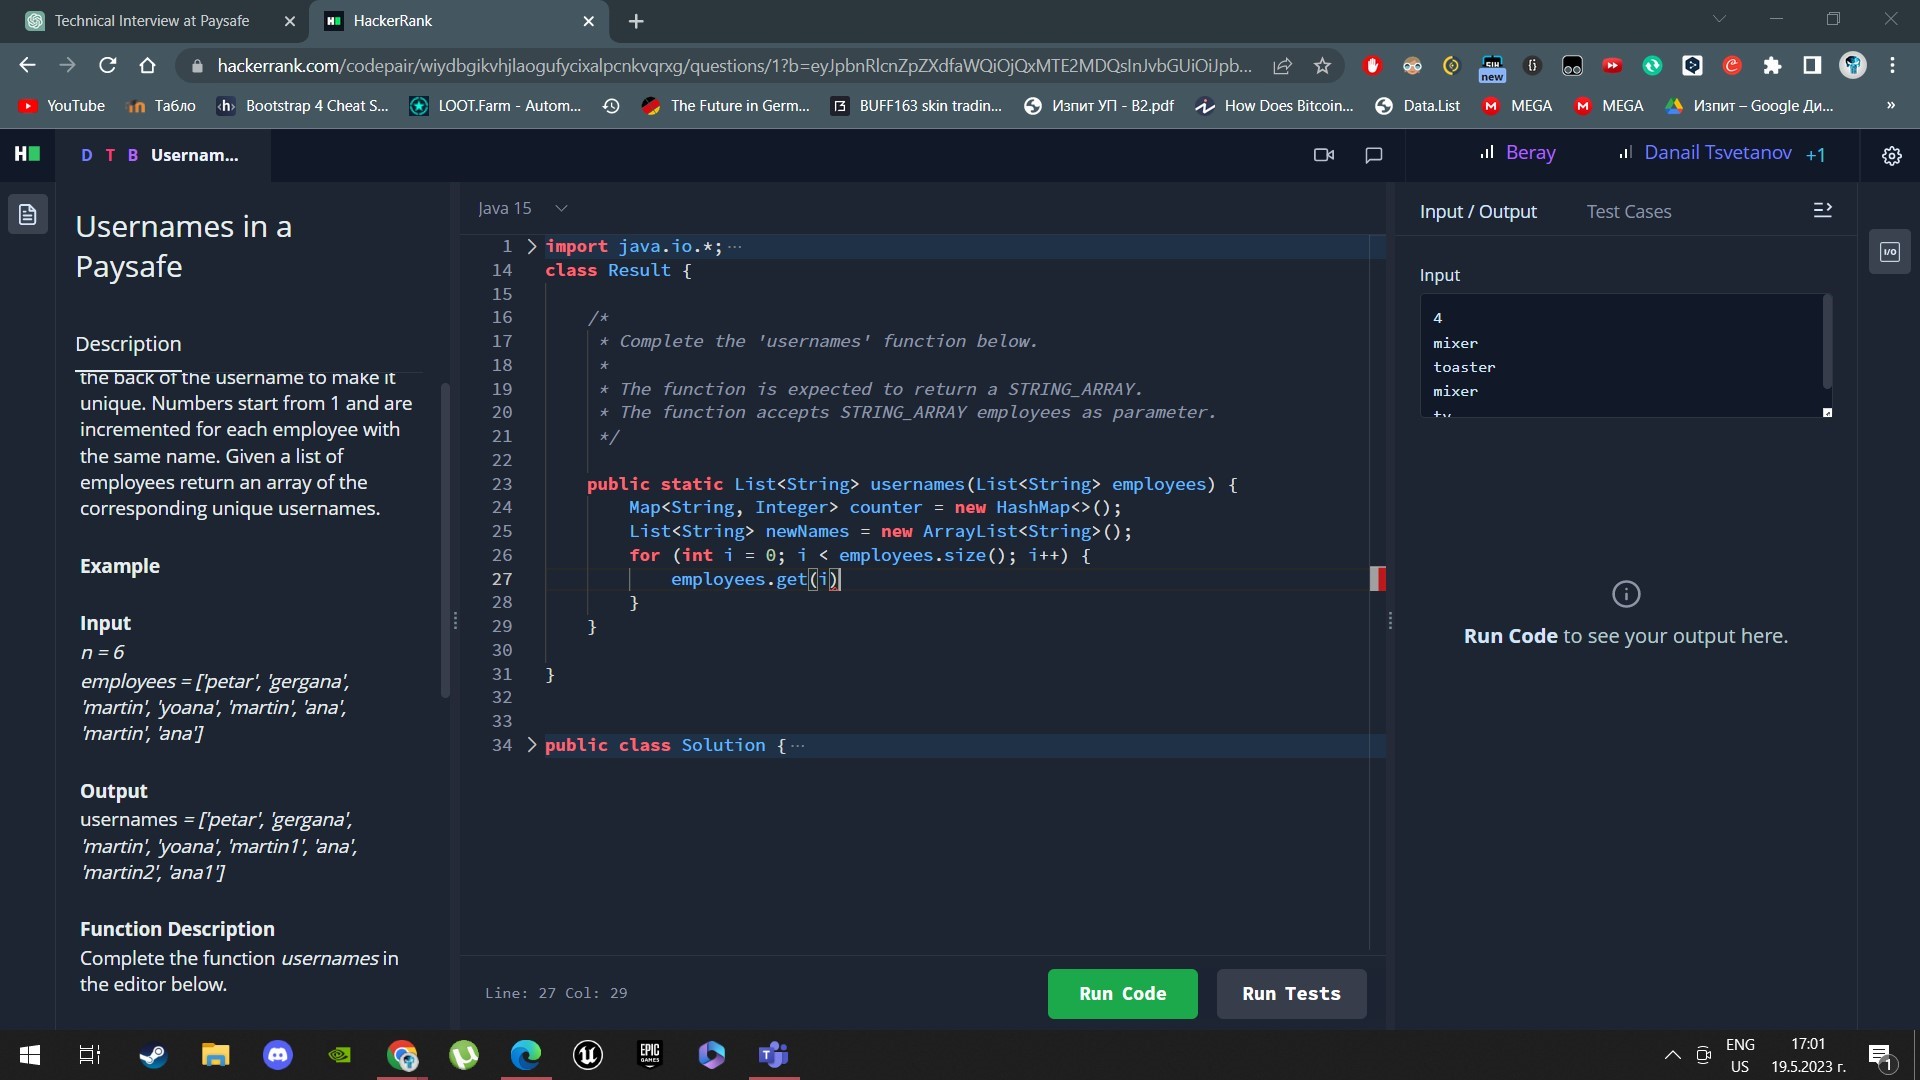 Technical Interview at Paysafe
HackerRank
hackerrank.com/codepair/wiydbgikvhjlaogufycixalpcnkvqrxg/questions/1?b=eyJpbnRlcnZpZXdfaWQiOjQxMTE2MDQsInJvbGUiOiJpb...
new
YouTube
Табло
Bootstrap 4 Cheat S...
LOOT.Farm - Autom...
The Future in Germ...
BUFF163 skin tradin...
Изпит УП - B2.pdf
How Does Bitcoin...
Data.List
MEGA
MEGA
Изпит – Google Ди...
»
H
D T B Usernam...
Beray
Danail Tsvetanov
+1
Usernames in a
Paysafe
Description
the back of the username to make it
unique. Numbers start from 1 and are
incremented for each employee with
the same name. Given a list of
employees return an array of the
corresponding unique usernames.
Example
Input
n = 6
employees = ['petar', 'gergana',
'martin', 'yoana', 'martin', 'ana',
'martin', 'ana']
Output
usernames = ['petar', 'gergana',
'martin', 'yoana', 'martin1', 'ana',
'martin2', 'ana1']
Function Description
Complete the function usernames in
the editor below.
Java 15
1 import java.io.*; ...
14 class Result {
15
16 /*
17 * Complete the 'usernames' function below.
18 *
19 * The function is expected to return a STRING_ARRAY.
20 * The function accepts STRING_ARRAY employees as parameter.
21 */
22
23 public static List<String> usernames(List<String> employees) {
24 Map<String, Integer> counter = new HashMap<>();
25 List<String> newNames = new ArrayList<String>();
26 for (int i = 0; i < employees.size(); i++) {
27 employees.get(i)
28 }
29 }
30
31 }
32
33
34 public class Solution { ...
Line: 27 Col: 29
Run Code
Run Tests
Input / Output
Test Cases
I/O
Input
4
mixer
toaster
mixer
tv
Run Code to see your output here.
EPIC
GAMES
ENG
US
17:01
19.5.2023 г.
1